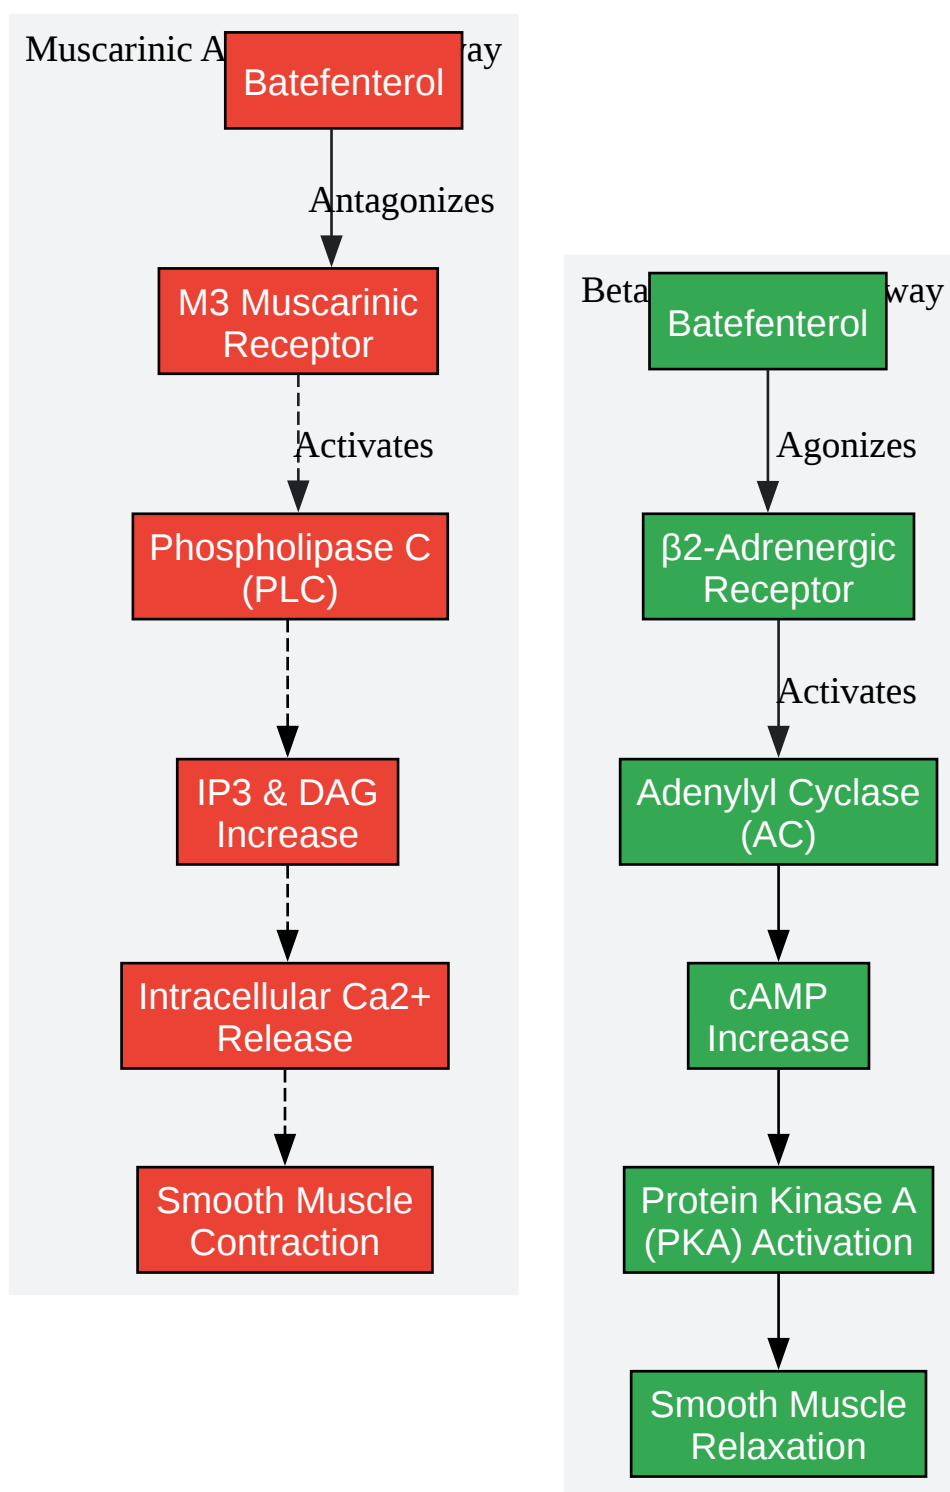 Muscarinic A
way
Batefenterol
Antagonizes
M3 Muscarinic
Receptor
Activates
Phospholipase C
(PLC)
IP3 & DAG
Increase
Intracellular Ca2+
Release
Smooth Muscle
Contraction
Beta
way
Batefenterol
Agonizes
β2-Adrenergic
Receptor
Activates
Adenylyl Cyclase
(AC)
cAMP
Increase
Protein Kinase A
(PKA) Activation
Smooth Muscle
Relaxation